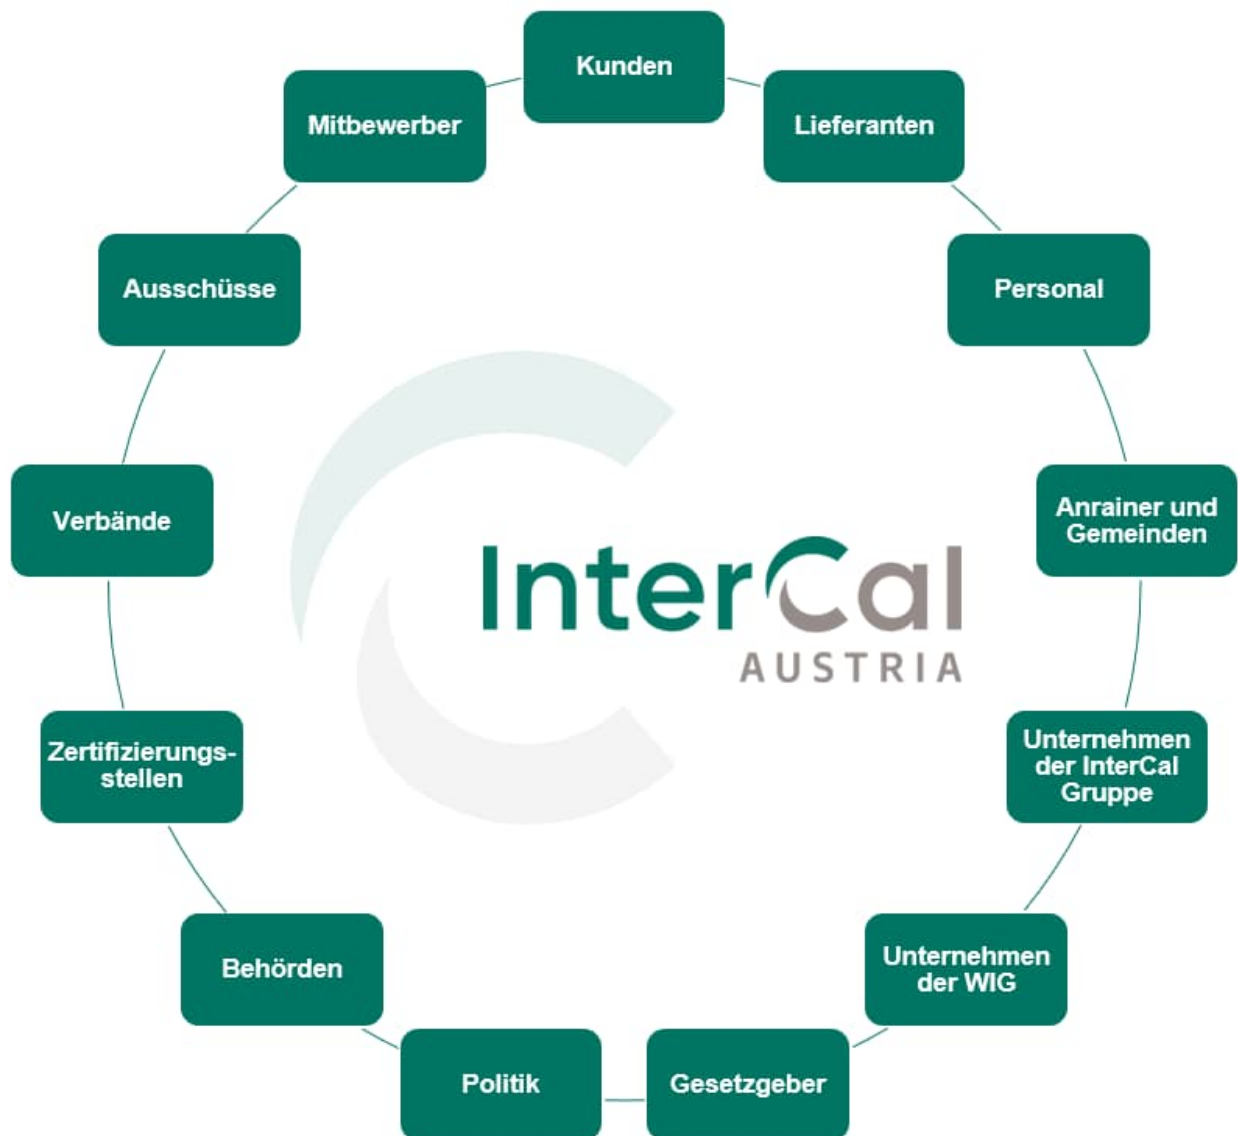 Kunden
Lieferanten
Personal
Anrainer und
Gemeinden
Unternehmen
der InterCal
Gruppe
Unternehmen
der WIG
Gesetzgeber
Politik
Behörden
Zertifizierungs-
stellen
Verbände
Ausschüsse
Mitbewerber
InterCal
AUSTRIA